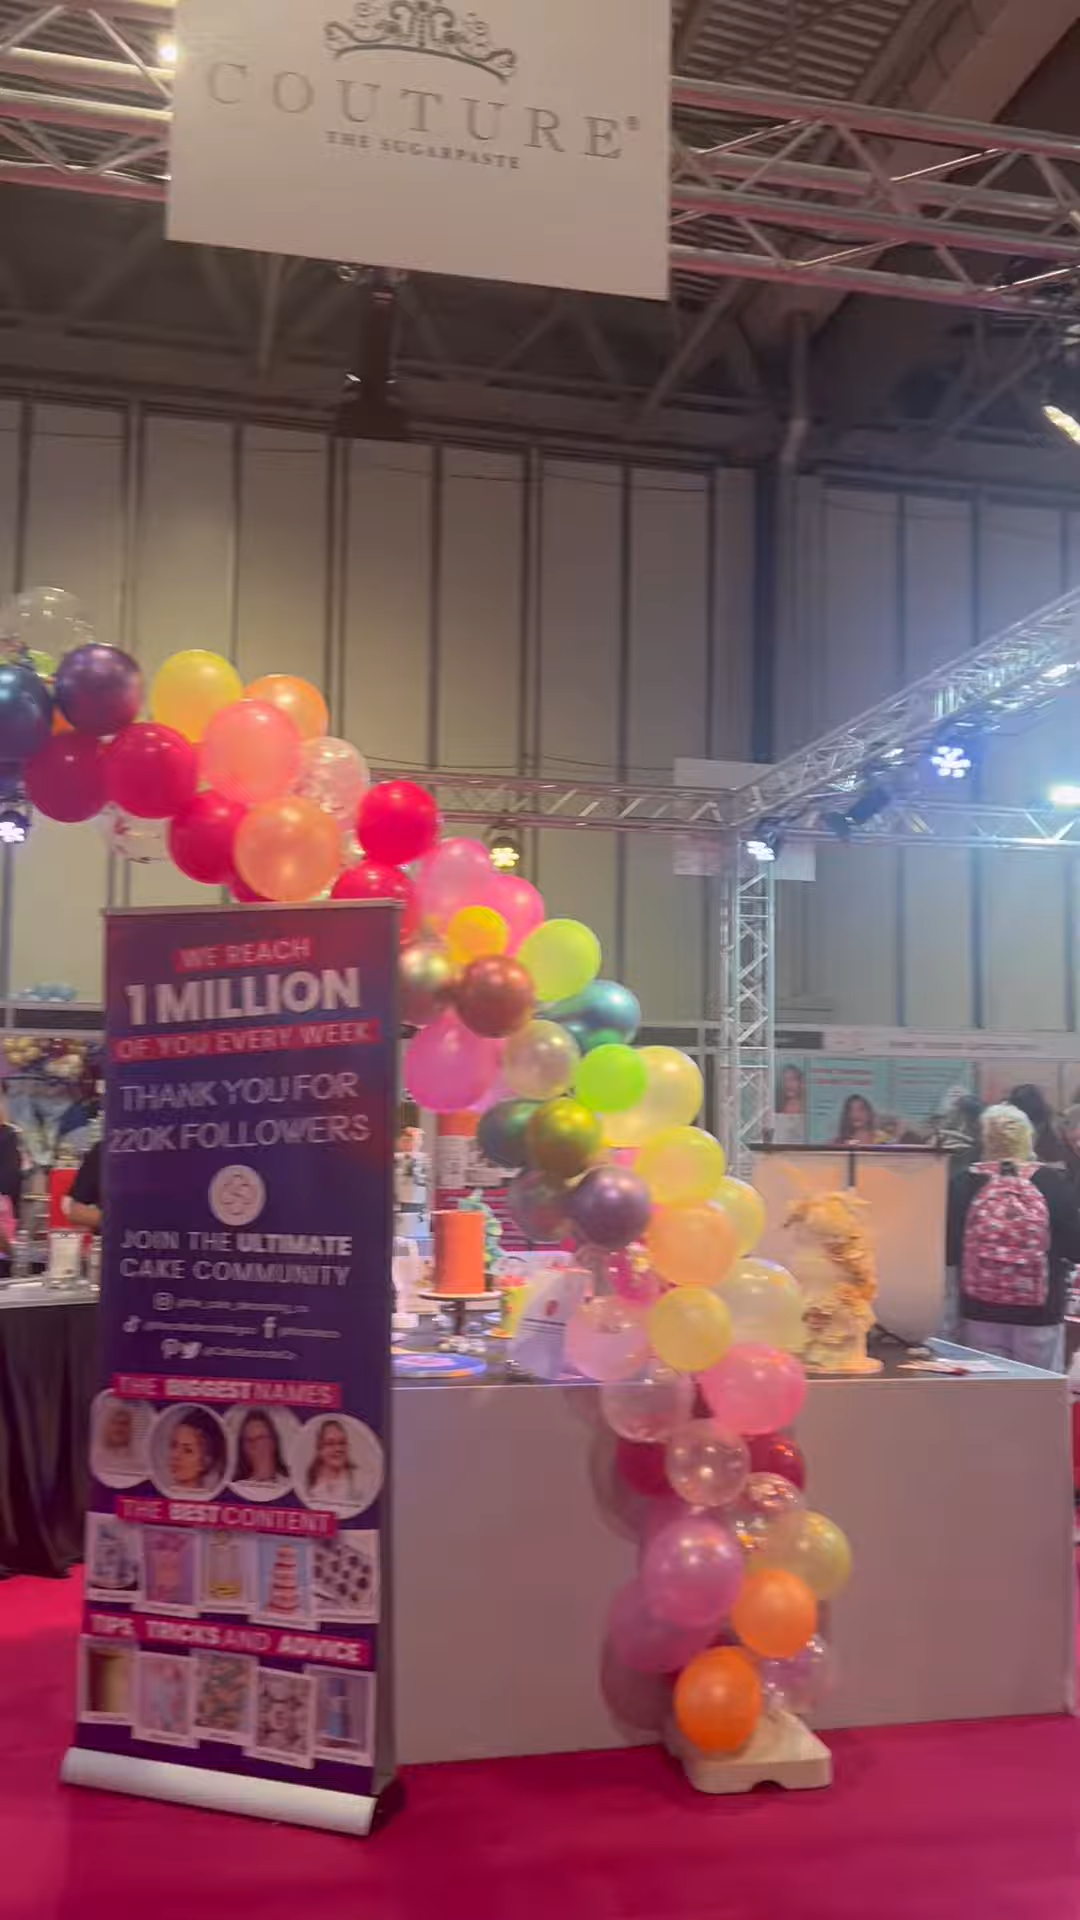 COUTURE®
THE SUGARPASTE
WE REACH
1 MILLION
OF YOU EVERY WEEK
THANK YOU FOR
220K FOLLOWERS
JOIN THE ULTIMATE
CAKE COMMUNITY
THE BIGGEST NAMES
THE BEST CONTENT
TIPS, TRICKS AND ADVICE